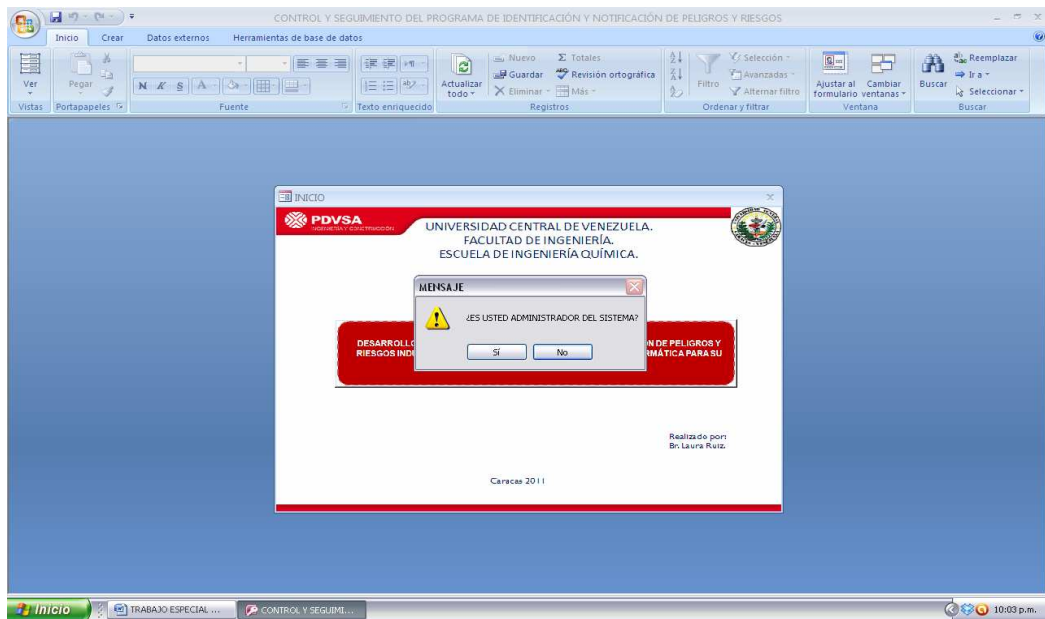 CONTROL Y SEGUIMIENTO DEL PROGRAMA DE IDENTIFICACIÓN Y NOTIFICACIÓN DE PELIGROS Y RIESGOS
Inicio Crear Datos externos Herramientas de base de datos
Ver
Pegar
N K S A
Actualizar todo
Nuevo
Guardar
Eliminar
Σ Totales
Revisión ortográfica
Más
Filtro
Selección
Avanzadas
Alternar filtro
Ajustar al formulario
Cambiar ventanas
Buscar
Reemplazar
Ir a
Seleccionar
Vistas Portapapeles Fuente Texto enriquecido Registros Ordenar y filtrar Ventana Buscar
INICIO
PDVSA
UNIVERSIDAD CENTRAL DE VENEZUELA.
FACULTAD DE INGENIERÍA.
ESCUELA DE INGENIERÍA QUÍMICA.
MENSAJE
¿ES USTED ADMINISTRADOR DEL SISTEMA?
Sí No
DE PELIGROS Y
RIESGOS PARA SU
Realizado por:
Br. Laura Ruiz.
Caracas 2011
Inicio TRABAJO ESPECIAL ... CONTROL Y SEGUIMI... 10:03 p.m.